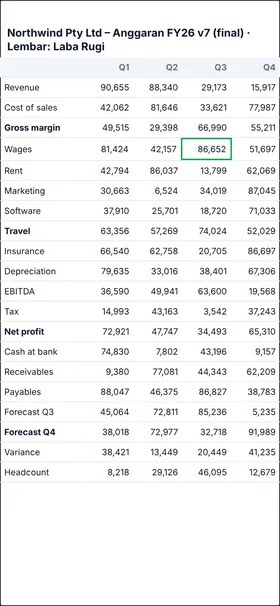 Northwind Pty Ltd – Anggaran FY26 v7 (final) ·
Lembar: Laba Rugi
Q1 Q2 Q3 Q4
Revenue 90,655 88,340 29,173 15,917
Cost of sales 42,062 81,646 33,621 77,987
Gross margin 49,515 29,398 66,990 55,211
Wages 81,424 42,157 86,652 51,697
Rent 42,794 86,037 13,799 62,069
Marketing 30,663 6,524 34,019 87,045
Software 37,910 25,701 18,720 71,033
Travel 63,356 57,269 74,024 52,029
Insurance 66,540 62,758 20,705 86,697
Depreciation 79,635 33,016 38,401 67,306
EBITDA 36,590 49,941 63,600 19,568
Tax 14,993 43,163 3,542 37,243
Net profit 72,921 47,747 34,493 65,310
Cash at bank 74,830 7,802 43,196 9,157
Receivables 9,380 77,081 44,343 62,209
Payables 88,047 46,375 86,827 38,783
Forecast Q3 45,064 72,811 85,236 5,235
Forecast Q4 38,018 72,977 32,718 91,989
Variance 38,421 13,449 20,449 41,235
Headcount 8,218 29,126 46,095 12,679